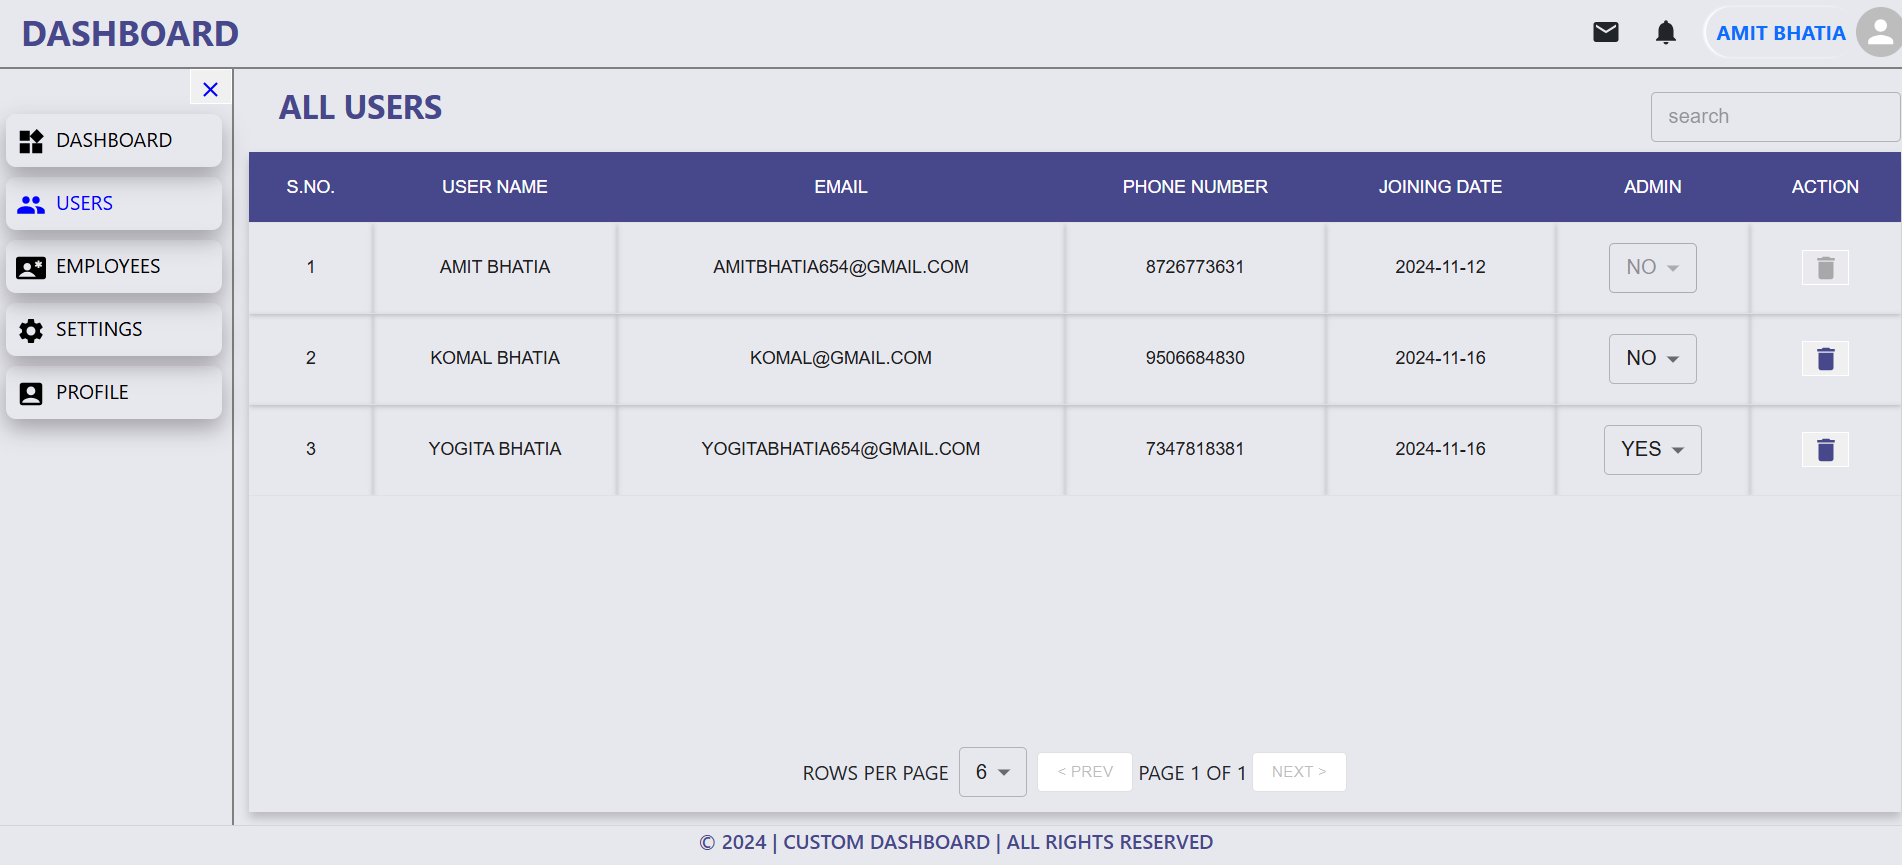 DASHBOARD
AMIT BHATIA
DASHBOARD
USERS
EMPLOYEES
SETTINGS
PROFILE
ALL USERS
search
S.NO. USER NAME EMAIL PHONE NUMBER JOINING DATE ADMIN ACTION
1 AMIT BHATIA AMITBHATIA654@GMAIL.COM 8726773631 2024-11-12 NO
2 KOMAL BHATIA KOMAL@GMAIL.COM 9506684830 2024-11-16 NO
3 YOGITA BHATIA YOGITABHATIA654@GMAIL.COM 7347818381 2024-11-16 YES
ROWS PER PAGE 6 < PREV PAGE 1 OF 1 NEXT >
© 2024 | CUSTOM DASHBOARD | ALL RIGHTS RESERVED